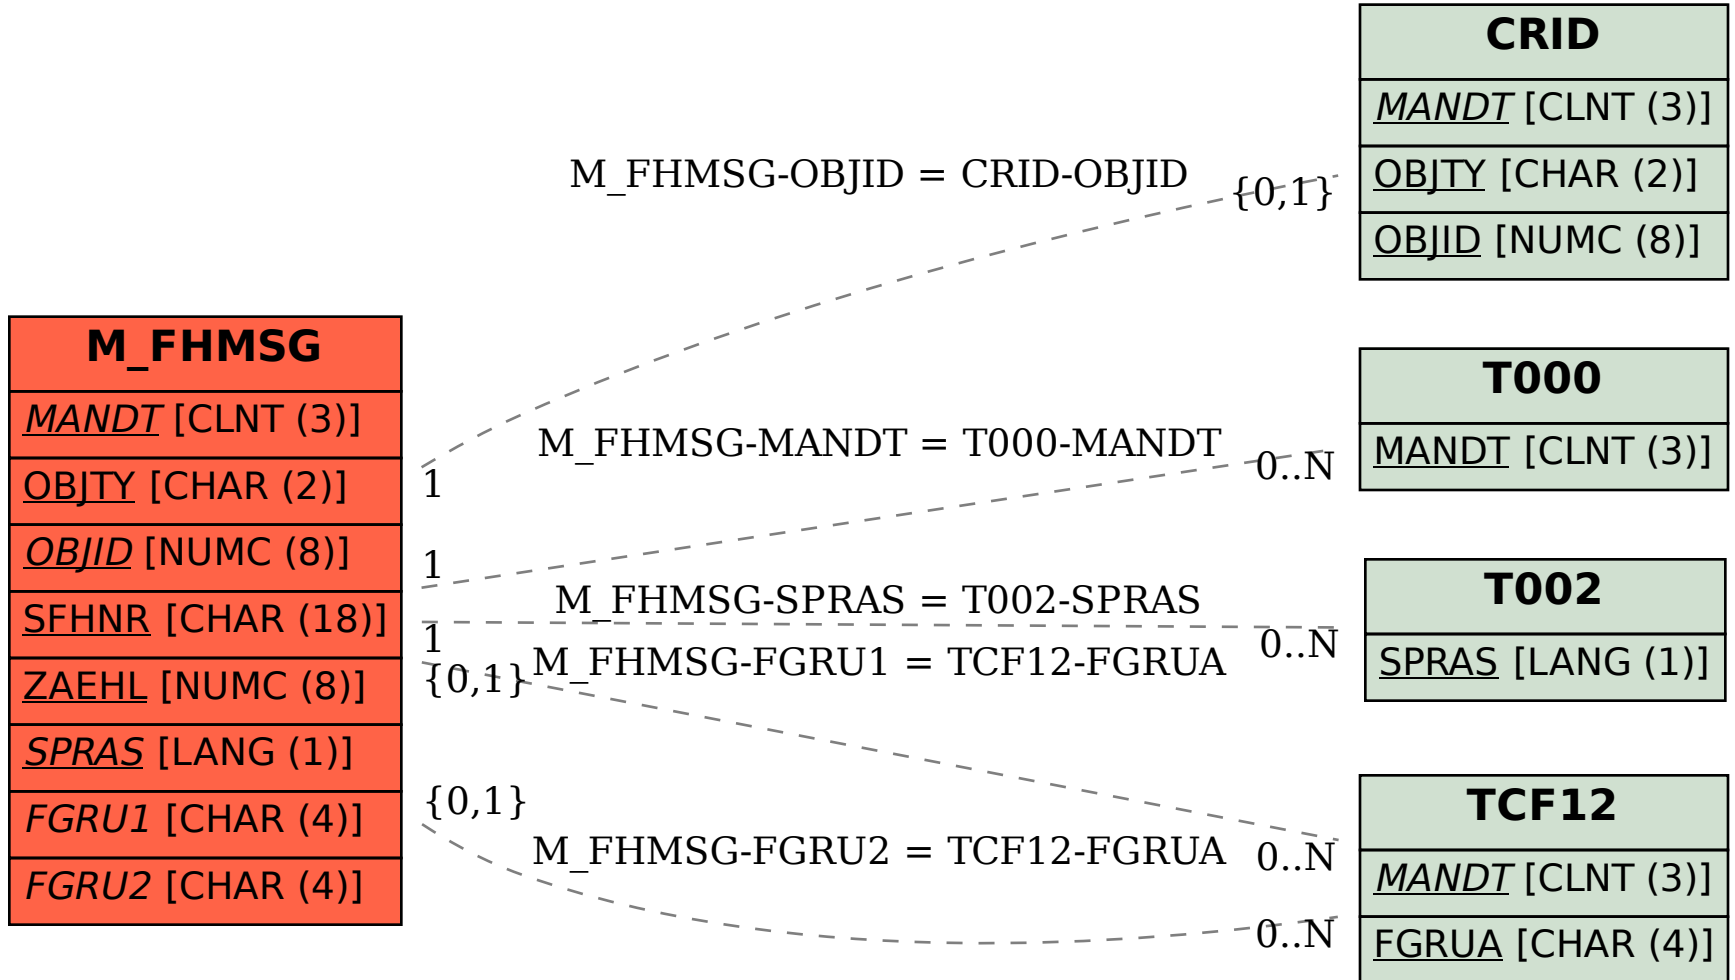 M_FHMSG
MANDT [CLNT (3)]
OBJTY [CHAR (2)]
OBJID [NUMC (8)]
SFHNR [CHAR (18)]
ZAEHL [NUMC (8)]
SPRAS [LANG (1)]
FGRU1 [CHAR (4)]
FGRU2 [CHAR (4)]
M_FHMSG-OBJID = CRID-OBJID
{0,1}
1
M_FHMSG-MANDT = T000-MANDT
0..N
1
M_FHMSG-SPRAS = T002-SPRAS
0..N
1
M_FHMSG-FGRU1 = TCF12-FGRUA
{0,1}
0..N
{0,1}
M_FHMSG-FGRU2 = TCF12-FGRUA
0..N
CRID
MANDT [CLNT (3)]
OBJTY [CHAR (2)]
OBJID [NUMC (8)]
T000
MANDT [CLNT (3)]
T002
SPRAS [LANG (1)]
TCF12
MANDT [CLNT (3)]
FGRUA [CHAR (4)]